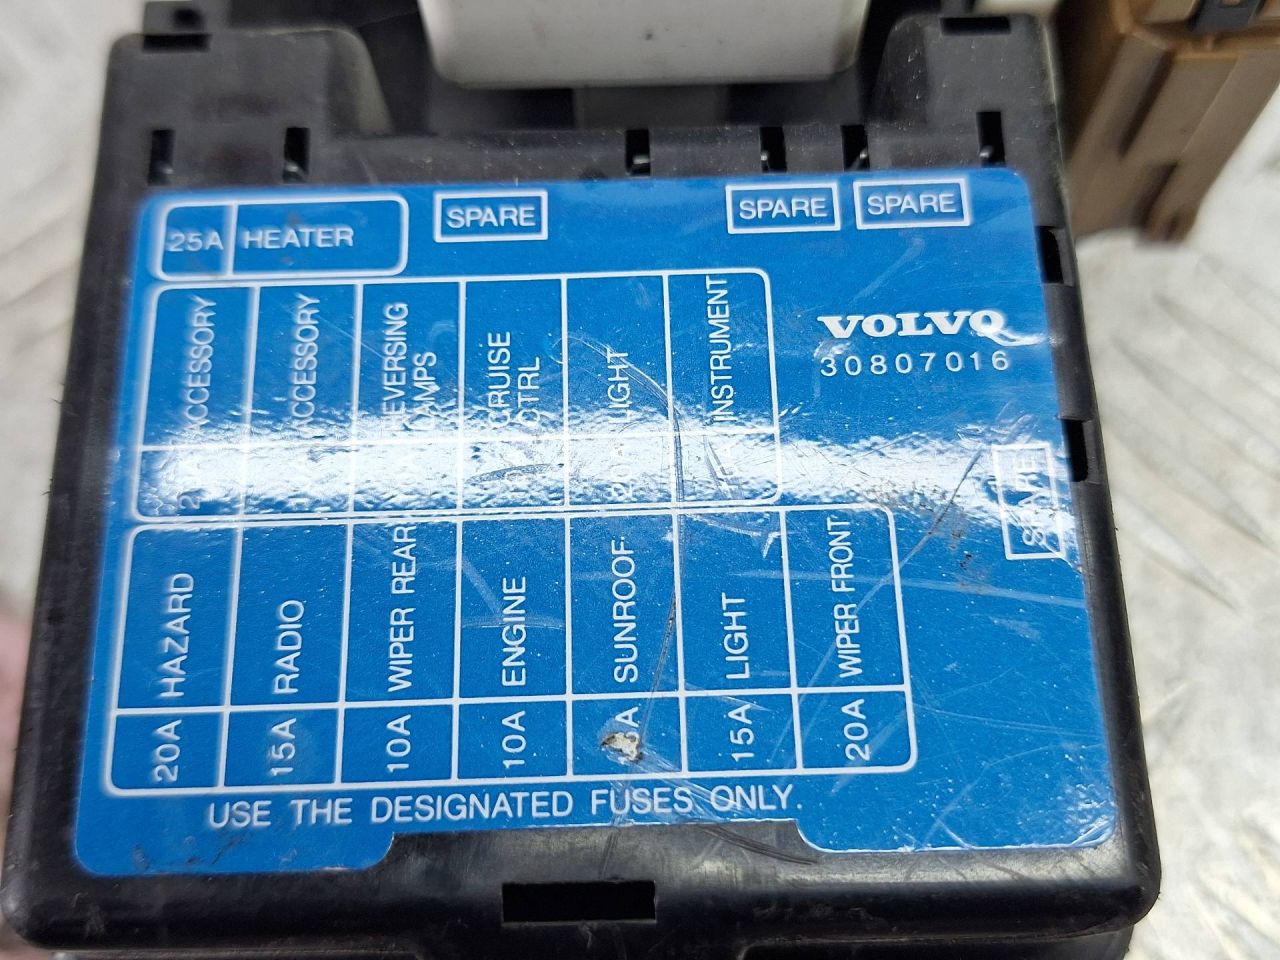 25A HEATER
SPARE
SPARE
SPARE
ACCESSORY
ACCESSORY
REVERSING LAMPS
CRUISE CTRL
LIGHT
INSTRUMENT
VOLVO
30807016
SPARE
20A HAZARD
15A RADIO
10A WIPER REAR
10A ENGINE
SUNROOF
15A LIGHT
20A WIPER FRONT
USE THE DESIGNATED FUSES ONLY.